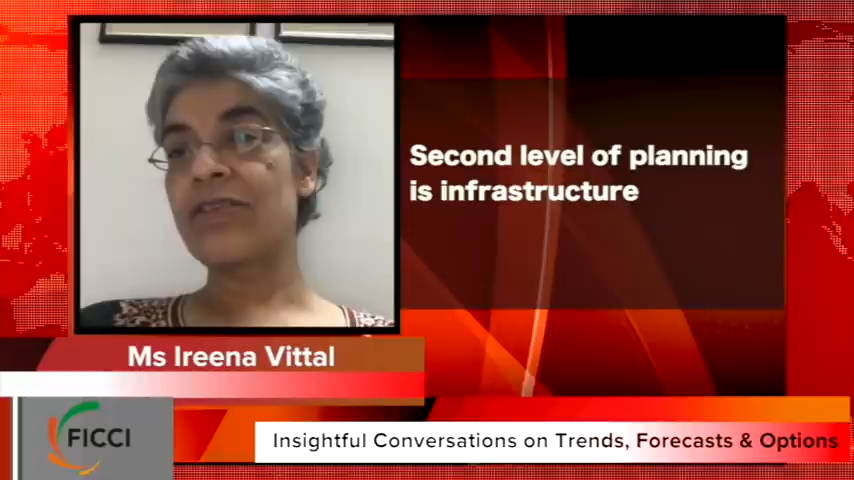 Second level of planning
is infrastructure
Ms Ireena Vittal
FICCI
Insightful Conversations on Trends, Forecasts & Options